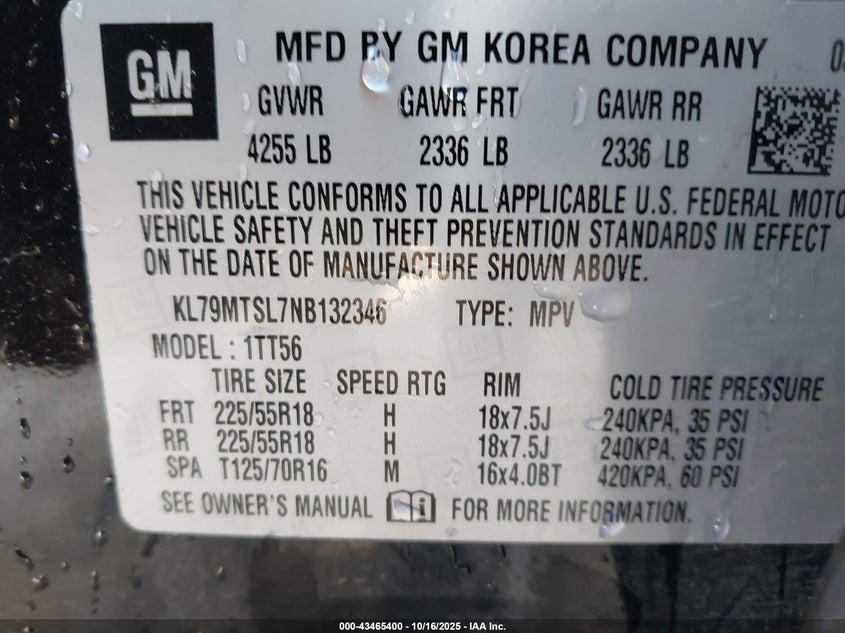 GM
MFD BY GM KOREA COMPANY
GVWR GAWR FRT GAWR RR
4255 LB 2336 LB 2336 LB
THIS VEHICLE CONFORMS TO ALL APPLICABLE U.S. FEDERAL MOTO
VEHICLE SAFETY AND THEFT PREVENTION STANDARDS IN EFFECT
ON THE DATE OF MANUFACTURE SHOWN ABOVE.
KL79MTSL7NB132346 TYPE: MPV
MODEL : 1TT56
TIRE SIZE SPEED RTG RIM COLD TIRE PRESSURE
FRT 225/55R18 H 18x7.5J 240KPA, 35 PSI
RR 225/55R18 H 18x7.5J 240KPA, 35 PSI
SPA T125/70R16 M 16x4.0BT 420KPA, 60 PSI
SEE OWNER'S MANUAL FOR MORE INFORMATION.
000-43465400 - 10/16/2025 - IAA Inc.